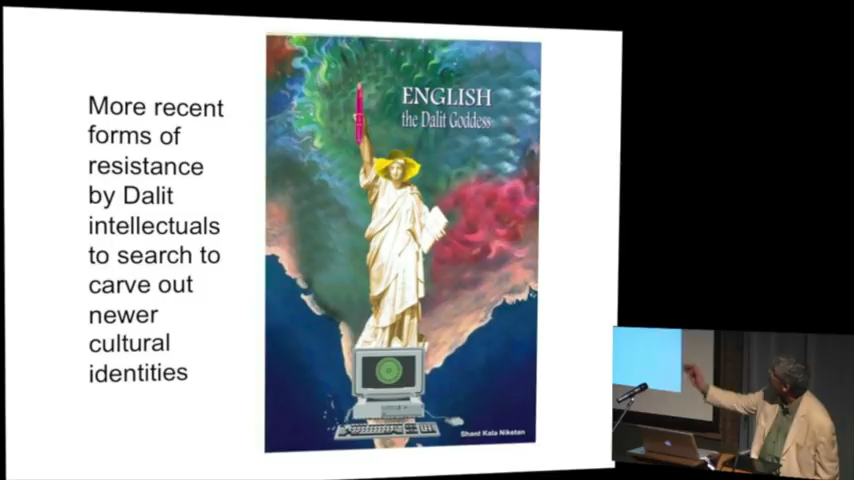 More recent
forms of
resistance
by Dalit
intellectuals
to search to
carve out
newer
cultural
identities
ENGLISH
the Dalit Goddess
Shant Kala Niketan